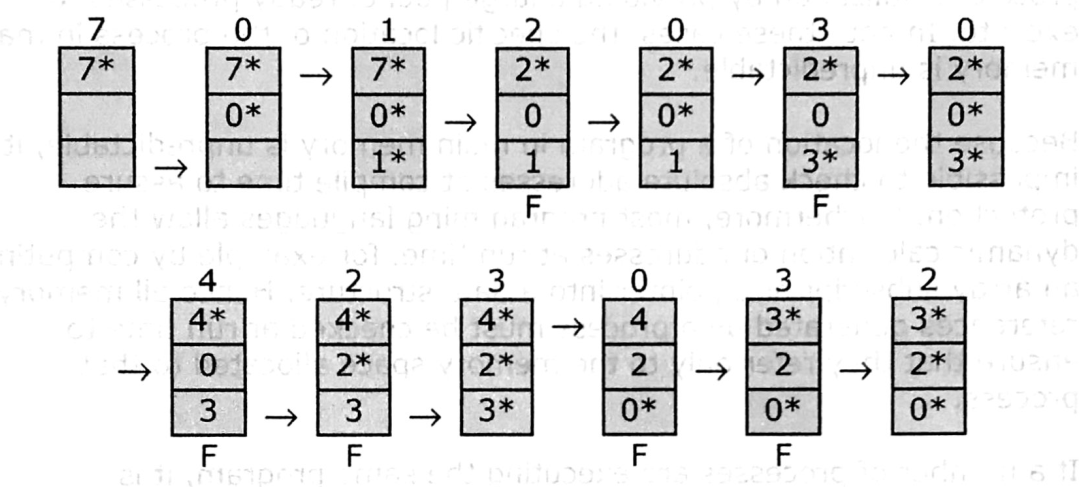 7 0 1 2 0 3 0
7* 7* → 7* 2* 2* → 2* → 2*
0* 0* → 0 → 0* 0 0*
→ 1* 1 1 3* 3*
F F
4 2 3 0 3 2
4* 4* 4* → 4 3* 3*
→ 0 2* 2* 2 → 2 → 2*
3 → 3 → 3* 0* 0* 0*
F F F F